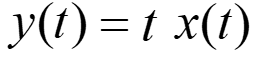 y(t) = t x(t)